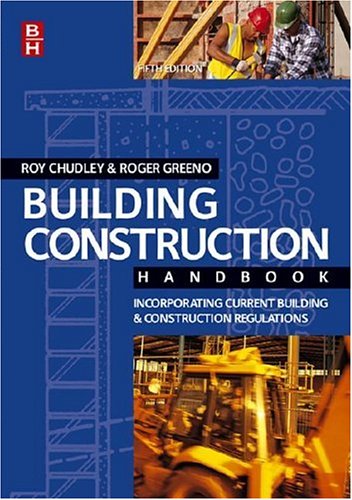 B
H
FIFTH EDITION
ROY CHUDLEY & ROGER GREENO
BUILDING
CONSTRUCTION
HANDBOOK
INCORPORATING CURRENT BUILDING
& CONSTRUCTION REGULATIONS